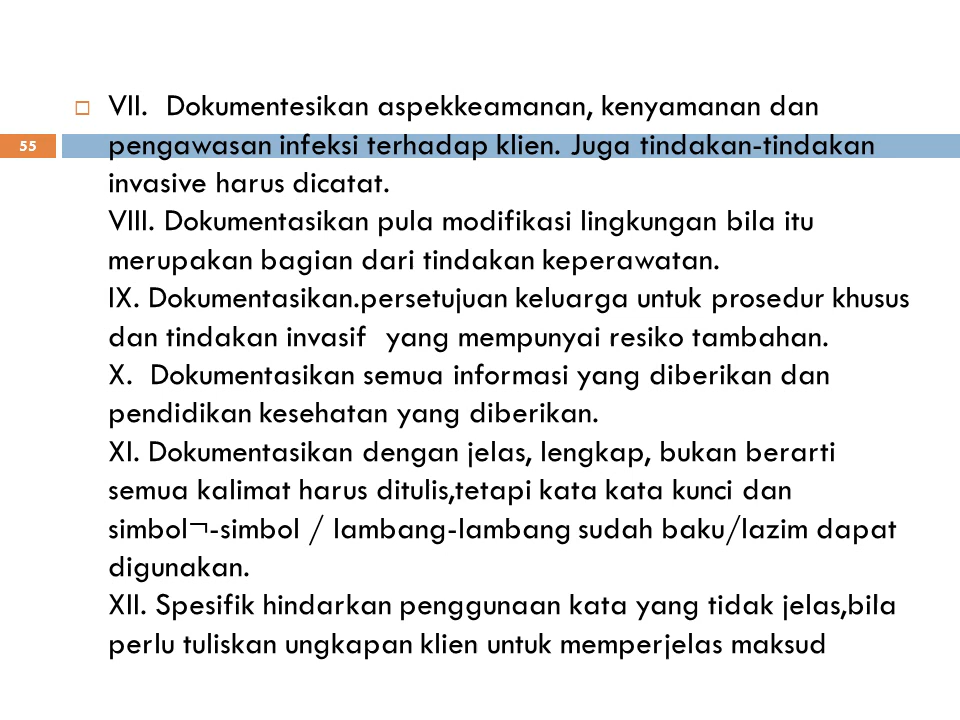 VII.  Dokumentesikan aspekkeamanan, kenyamanan dan
55
pengawasan infeksi terhadap klien. Juga tindakan-tindakan
invasive harus dicatat.
VIII. Dokumentasikan pula modifikasi lingkungan bila itu
merupakan bagian dari tindakan keperawatan.
IX. Dokumentasikan.persetujuan keluarga untuk prosedur khusus
dan tindakan invasif  yang mempunyai resiko tambahan.
X.  Dokumentasikan semua informasi yang diberikan dan
pendidikan kesehatan yang diberikan.
XI. Dokumentasikan dengan jelas, lengkap, bukan berarti
semua kalimat harus ditulis,tetapi kata kata kunci dan
simbol¬-simbol / lambang-lambang sudah baku/lazim dapat
digunakan.
XII. Spesifik hindarkan penggunaan kata yang tidak jelas,bila
perlu tuliskan ungkapan klien untuk memperjelas maksud